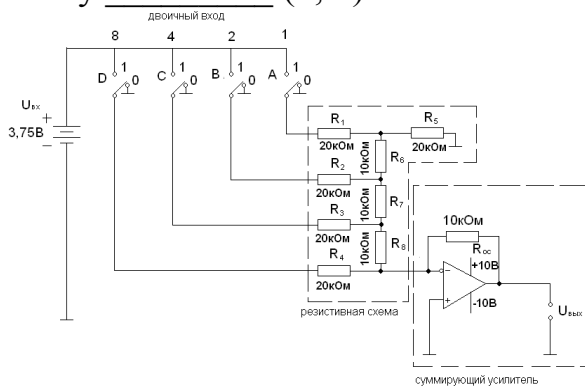 двоичный вход
8 4 2 1
D 1 0 C 1 0 B 1 0 A 1 0
Uвх
+
3,75В
−
R1
20кОм
R5
20кОм
10кОм
R6
R2
20кОм
10кОм
R7
R3
20кОм
10кОм
R8
R4
20кОм
резистивная схема
10кОм
Rос
+10В
−
+
-10В
Uвых
суммирующий усилитель